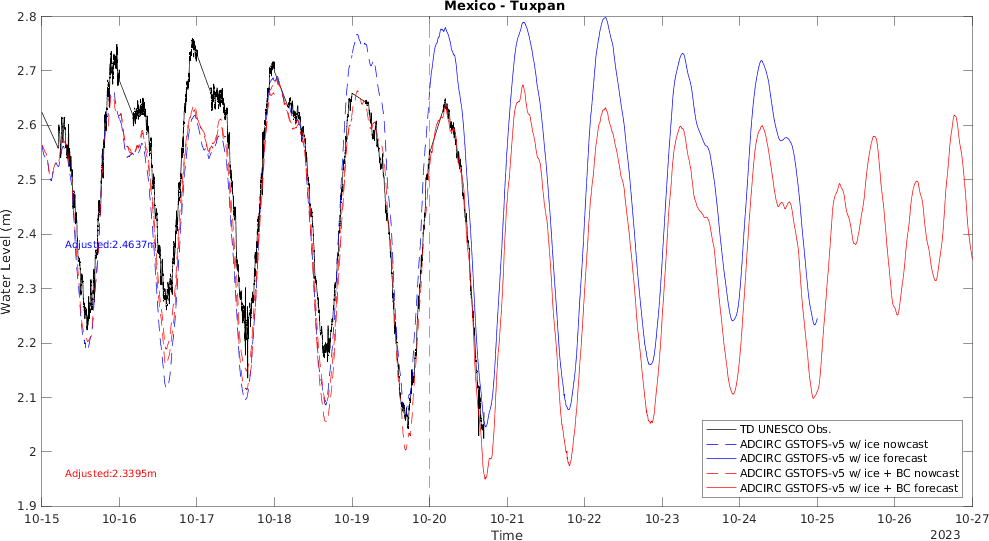 Mexico - Tuxpan
Water Level (m)
2.8
2.7
2.6
2.5
2.4
2.3
2.2
2.1
2
1.9
Adjusted:2.4637m
Adjusted:2.3395m
TD UNESCO Obs.
ADCIRC GSTOFS-v5 w/ ice nowcast
ADCIRC GSTOFS-v5 w/ ice forecast
ADCIRC GSTOFS-v5 w/ ice + BC nowcast
ADCIRC GSTOFS-v5 w/ ice + BC forecast
10-15 10-16 10-17 10-18 10-19 10-20 10-21 10-22 10-23 10-24 10-25 10-26 10-27
Time
2023